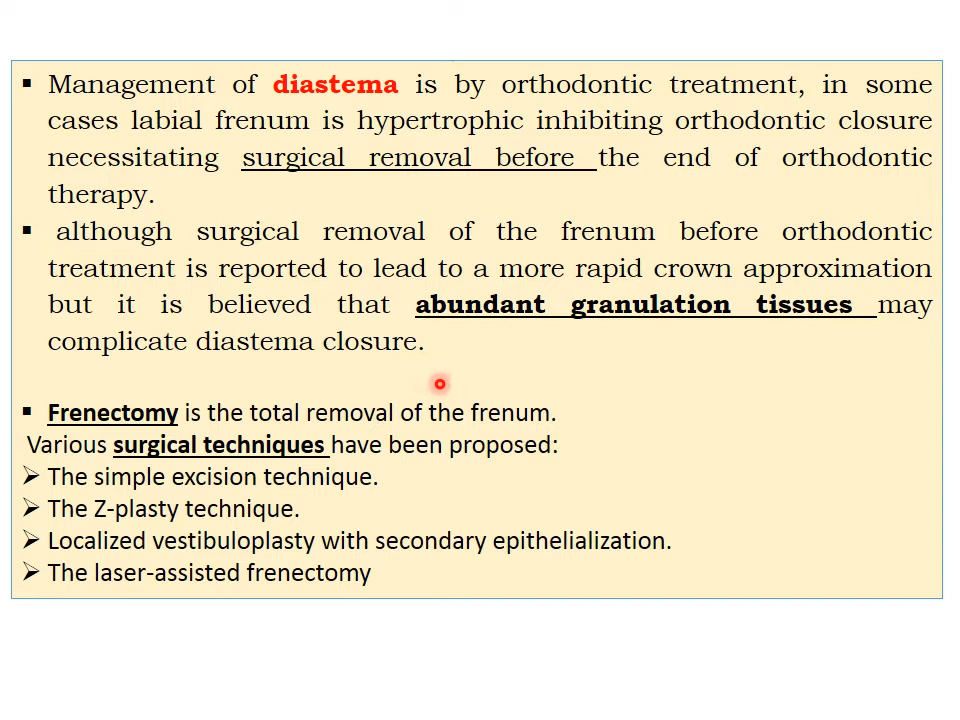 ▪ Management of diastema is by orthodontic treatment, in some
cases labial frenum is hypertrophic inhibiting orthodontic closure
necessitating surgical removal before the end of orthodontic
therapy.
▪ although surgical removal of the frenum before orthodontic
treatment is reported to lead to a more rapid crown approximation
but it is believed that abundant granulation tissues may
complicate diastema closure.
▪ Frenectomy is the total removal of the frenum.
Various surgical techniques have been proposed:
➢ The simple excision technique.
➢ The Z-plasty technique.
➢ Localized vestibuloplasty with secondary epithelialization.
➢ The laser-assisted frenectomy